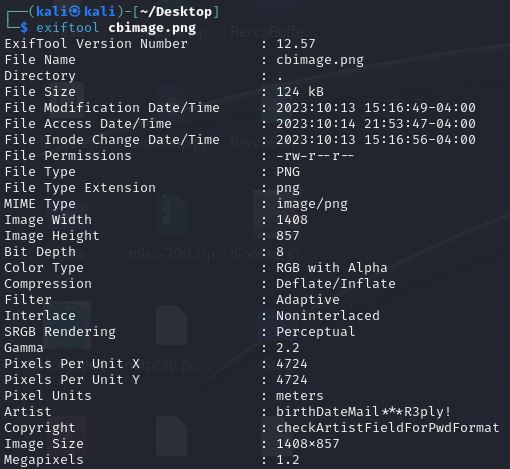 ┌──(kali㉿kali)-[~/Desktop]
└─$ exiftool cbimage.png
ExifTool Version Number : 12.57
File Name : cbimage.png
Directory : .
File Size : 124 kB
File Modification Date/Time : 2023:10:13 15:16:49-04:00
File Access Date/Time : 2023:10:14 21:53:47-04:00
File Inode Change Date/Time : 2023:10:13 15:16:56-04:00
File Permissions : -rw-r--r--
File Type : PNG
File Type Extension : png
MIME Type : image/png
Image Width : 1408
Image Height : 857
Bit Depth : 8
Color Type : RGB with Alpha
Compression : Deflate/Inflate
Filter : Adaptive
Interlace : Noninterlaced
SRGB Rendering : Perceptual
Gamma : 2.2
Pixels Per Unit X : 4724
Pixels Per Unit Y : 4724
Pixel Units : meters
Artist : birthDateMail***R3ply!
Copyright : checkArtistFieldForPwdFormat
Image Size : 1408×857
Megapixels : 1.2
misc-200.zip